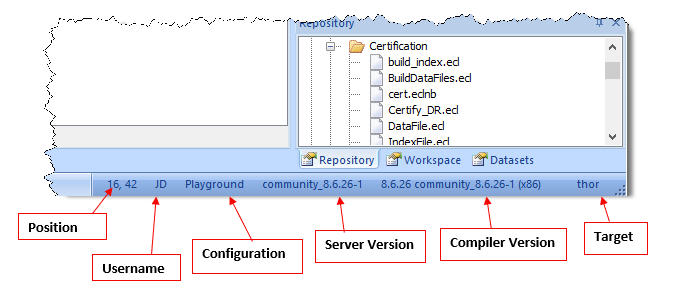 Repository
Certification
build_index.ecl
BuildDataFiles.ecl
cert.eclnb
Certify_DR.ecl
DataFile.ecl
IndexFile.ecl
Repository Workspace Datasets
16, 42 JD Playground community_8.6.26-1 8.6.26 community_8.6.26-1 (x86) thor
Position
Username
Configuration
Server Version
Compiler Version
Target